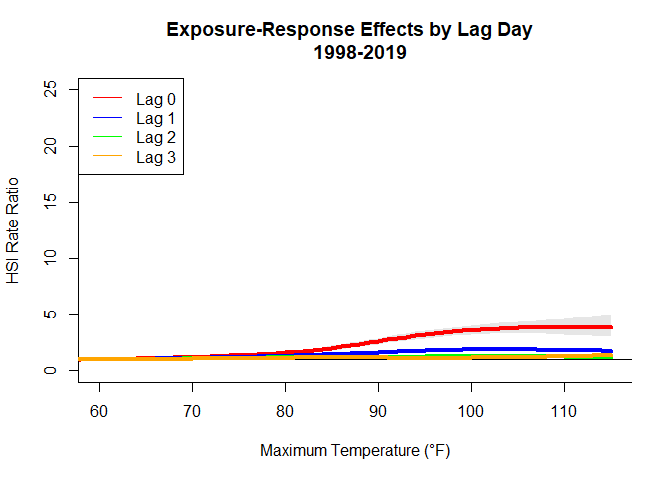 Exposure-Response Effects by Lag Day
1998-2019
HSI Rate Ratio
25
20
15
10
5
0
Lag 0
Lag 1
Lag 2
Lag 3
60 70 80 90 100 110
Maximum Temperature (°F)